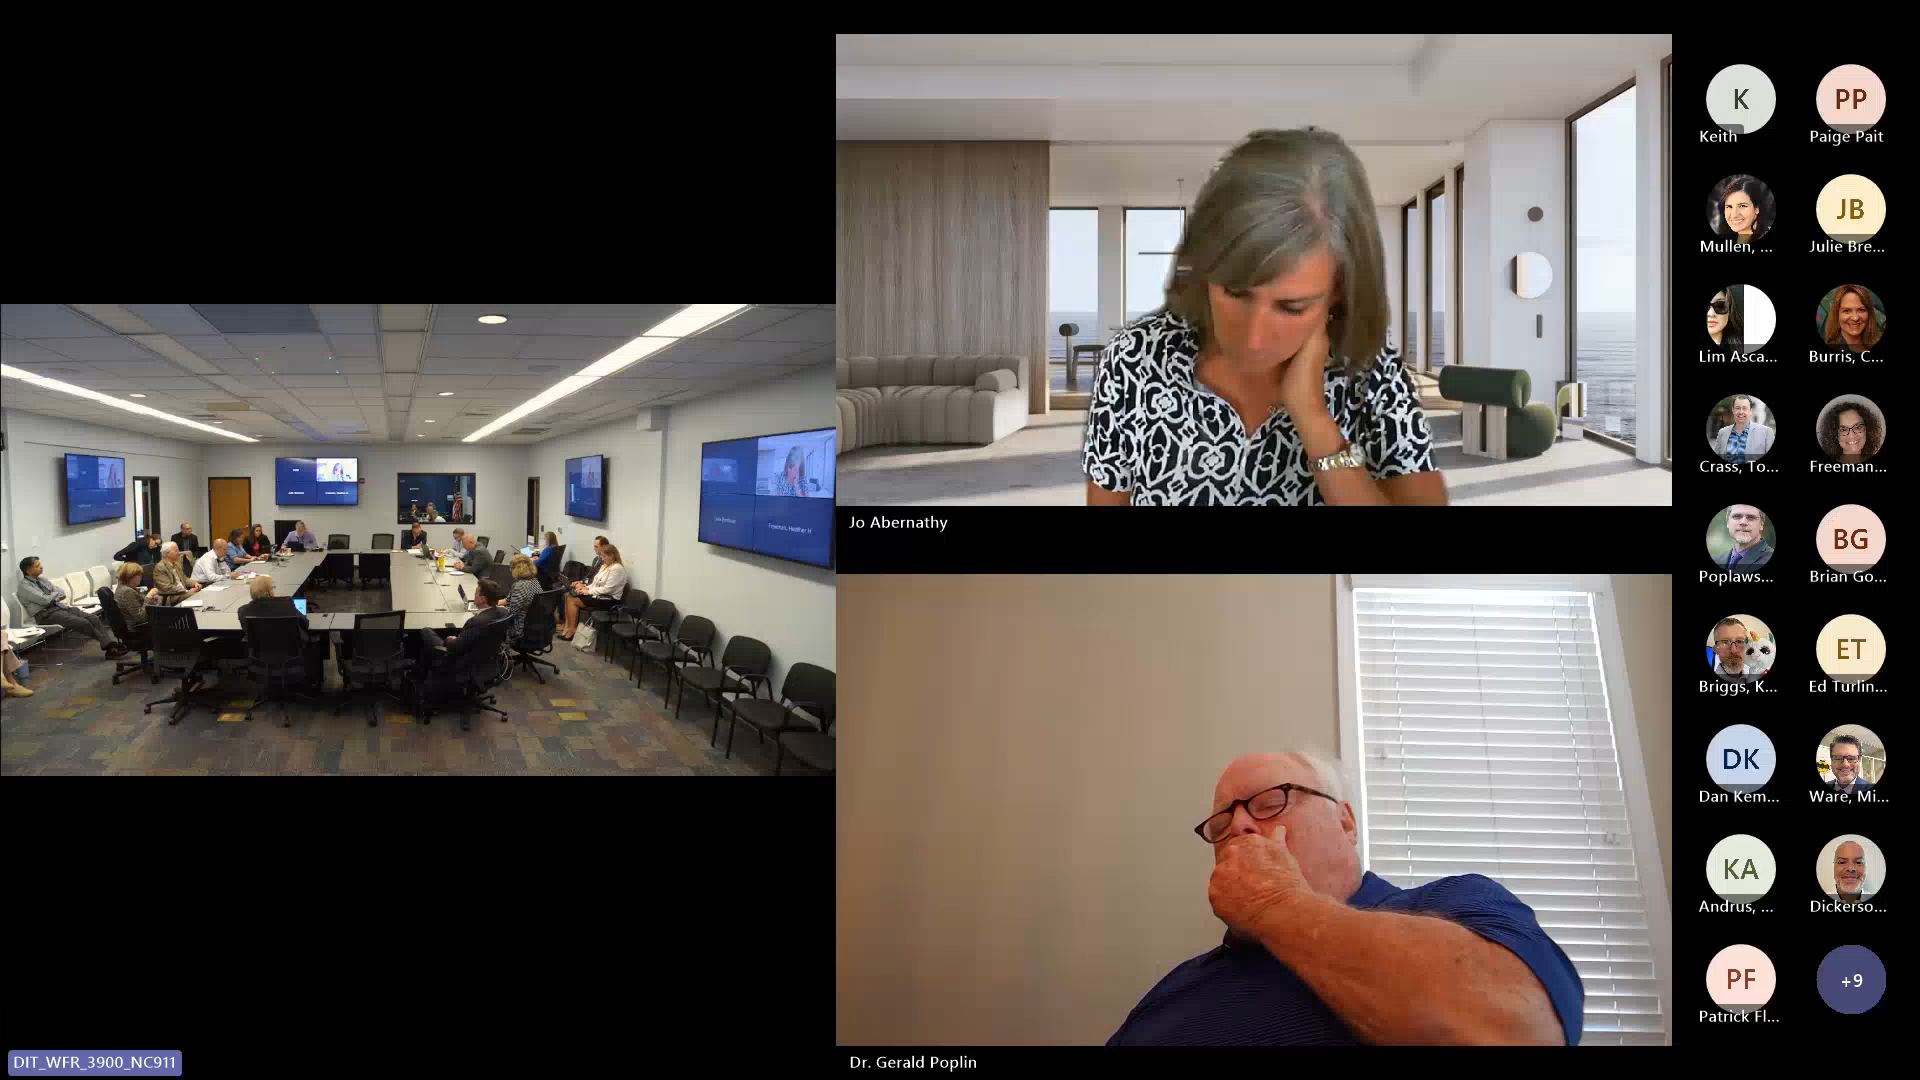 K
PP
Keith
Paige Pait
JB
Mullen, ...
Julie Bre...
Lim Asca...
Burris, C...
Crass, To...
Freeman...
BG
Poplaws...
Brian Go...
ET
Briggs, K...
Ed Turlin...
DK
Dan Kem...
Ware, Mi...
KA
Andrus, ...
Dickerso...
PF
+9
Patrick Fl...
Jo Abernathy
Dr. Gerald Poplin
DIT_WFR_3900_NC911
Freeman, Heather H